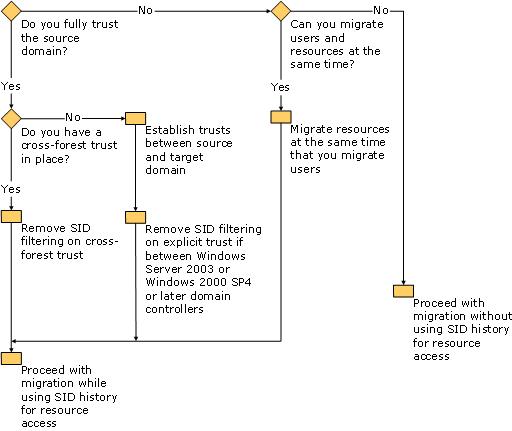 Do you fully trust
the source
domain?
No
Can you migrate
users and
resources at the
same time?
No
Yes
Yes
Do you have a
cross-forest trust
in place?
No
Establish trusts
between source
and target
domain
Migrate resources
at the same time
that you migrate
users
Yes
Remove SID
filtering on cross-
forest trust
Remove SID filtering
on explicit trust if
between Windows
Server 2003 or
Windows 2000 SP4
or later domain
controllers
Proceed with
migration without
using SID history
for resource
access
Proceed with
migration while
using SID history
for resource
access